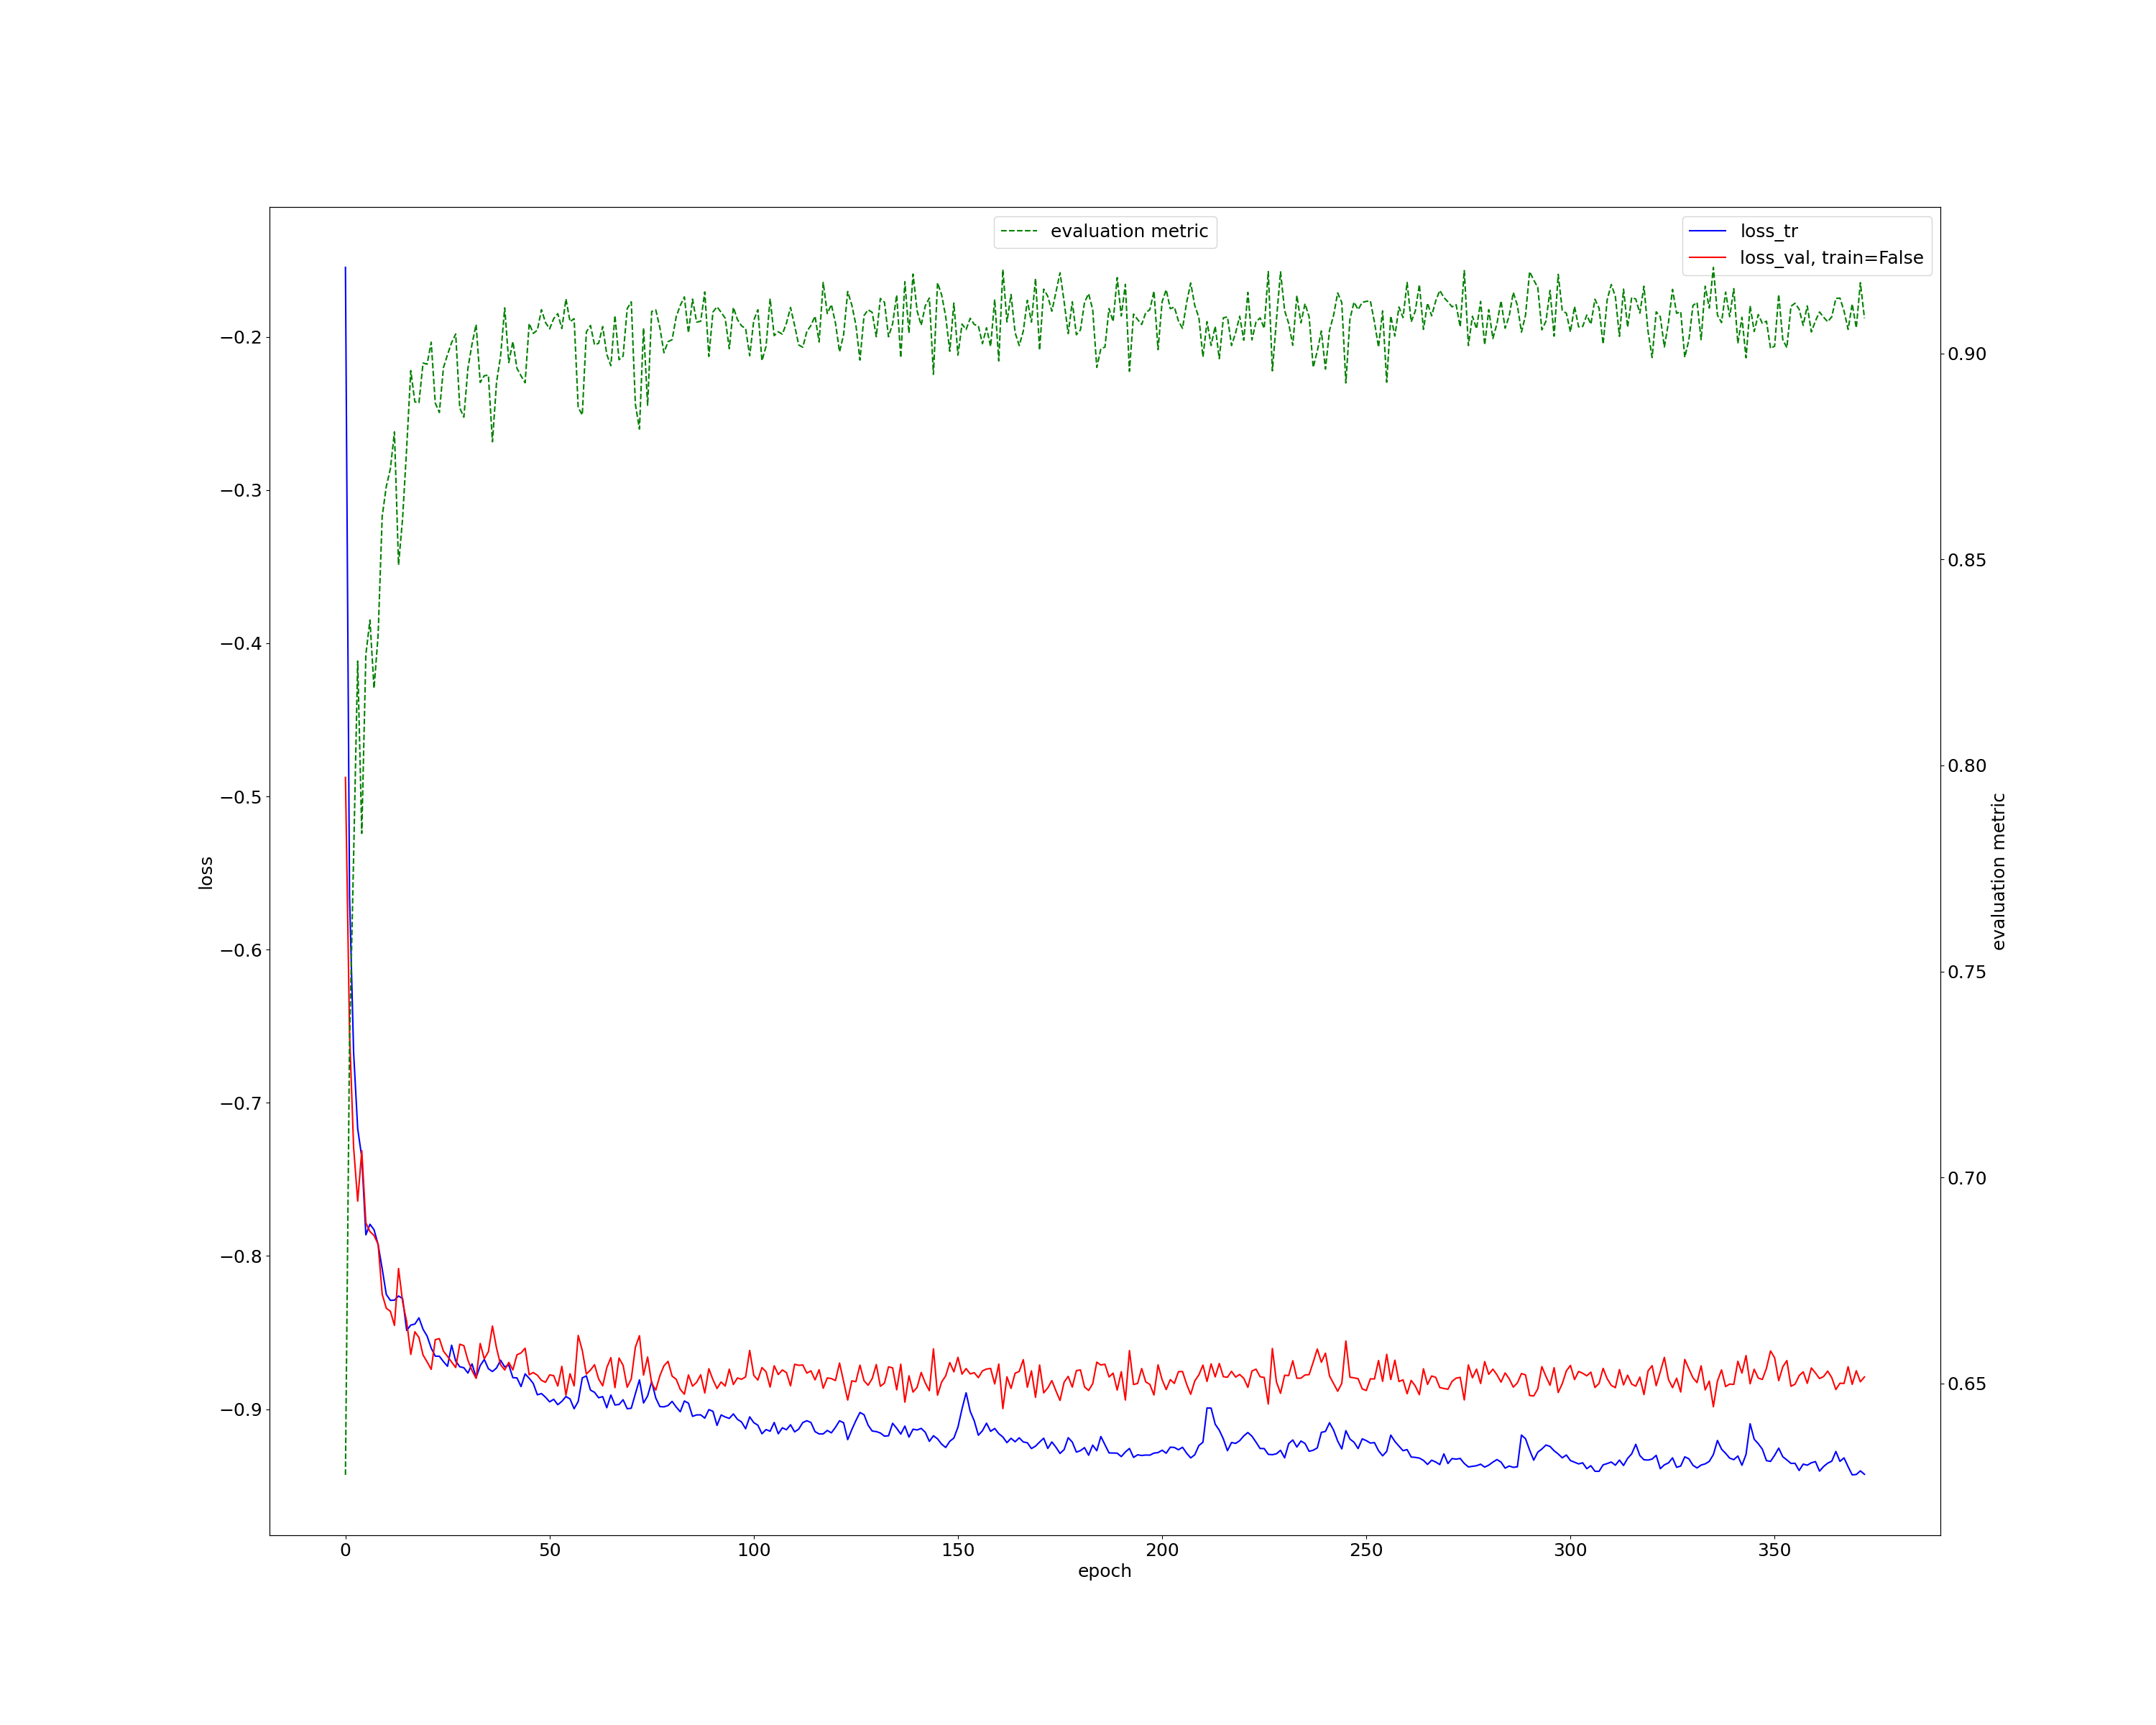 evaluation metric
loss_tr
loss_val, train=False
−0.2
−0.3
−0.4
−0.5
−0.6
−0.7
−0.8
−0.9
loss
0.90
0.85
0.80
0.75
0.70
0.65
evaluation metric
0 50 100 150 200 250 300 350
epoch